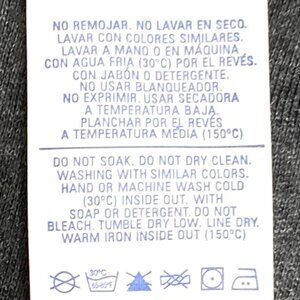 NO REMOJAR. NO LAVAR EN SECO.
LAVAR CON COLORES SIMILARES.
LAVAR A MANO O EN MÁQUINA
CON AGUA FRIA (30°C) POR EL REVÉS.
CON JABÓN O DETERGENTE.
NO USAR BLANQUEADOR.
NO EXPRIMIR. USAR SECADORA
A TEMPERATURA BAJA.
PLANCHAR POR EL REVÉS
A TEMPERATURA MEDIA (150°C)
DO NOT SOAK. DO NOT DRY CLEAN.
WASHING WITH SIMILAR COLORS.
HAND OR MACHINE WASH COLD
(30°C) INSIDE OUT. WITH
SOAP OR DETERGENT. DO NOT
BLEACH. TUMBLE DRY LOW. LINE DRY.
WARM IRON INSIDE OUT (150°C)
30°C